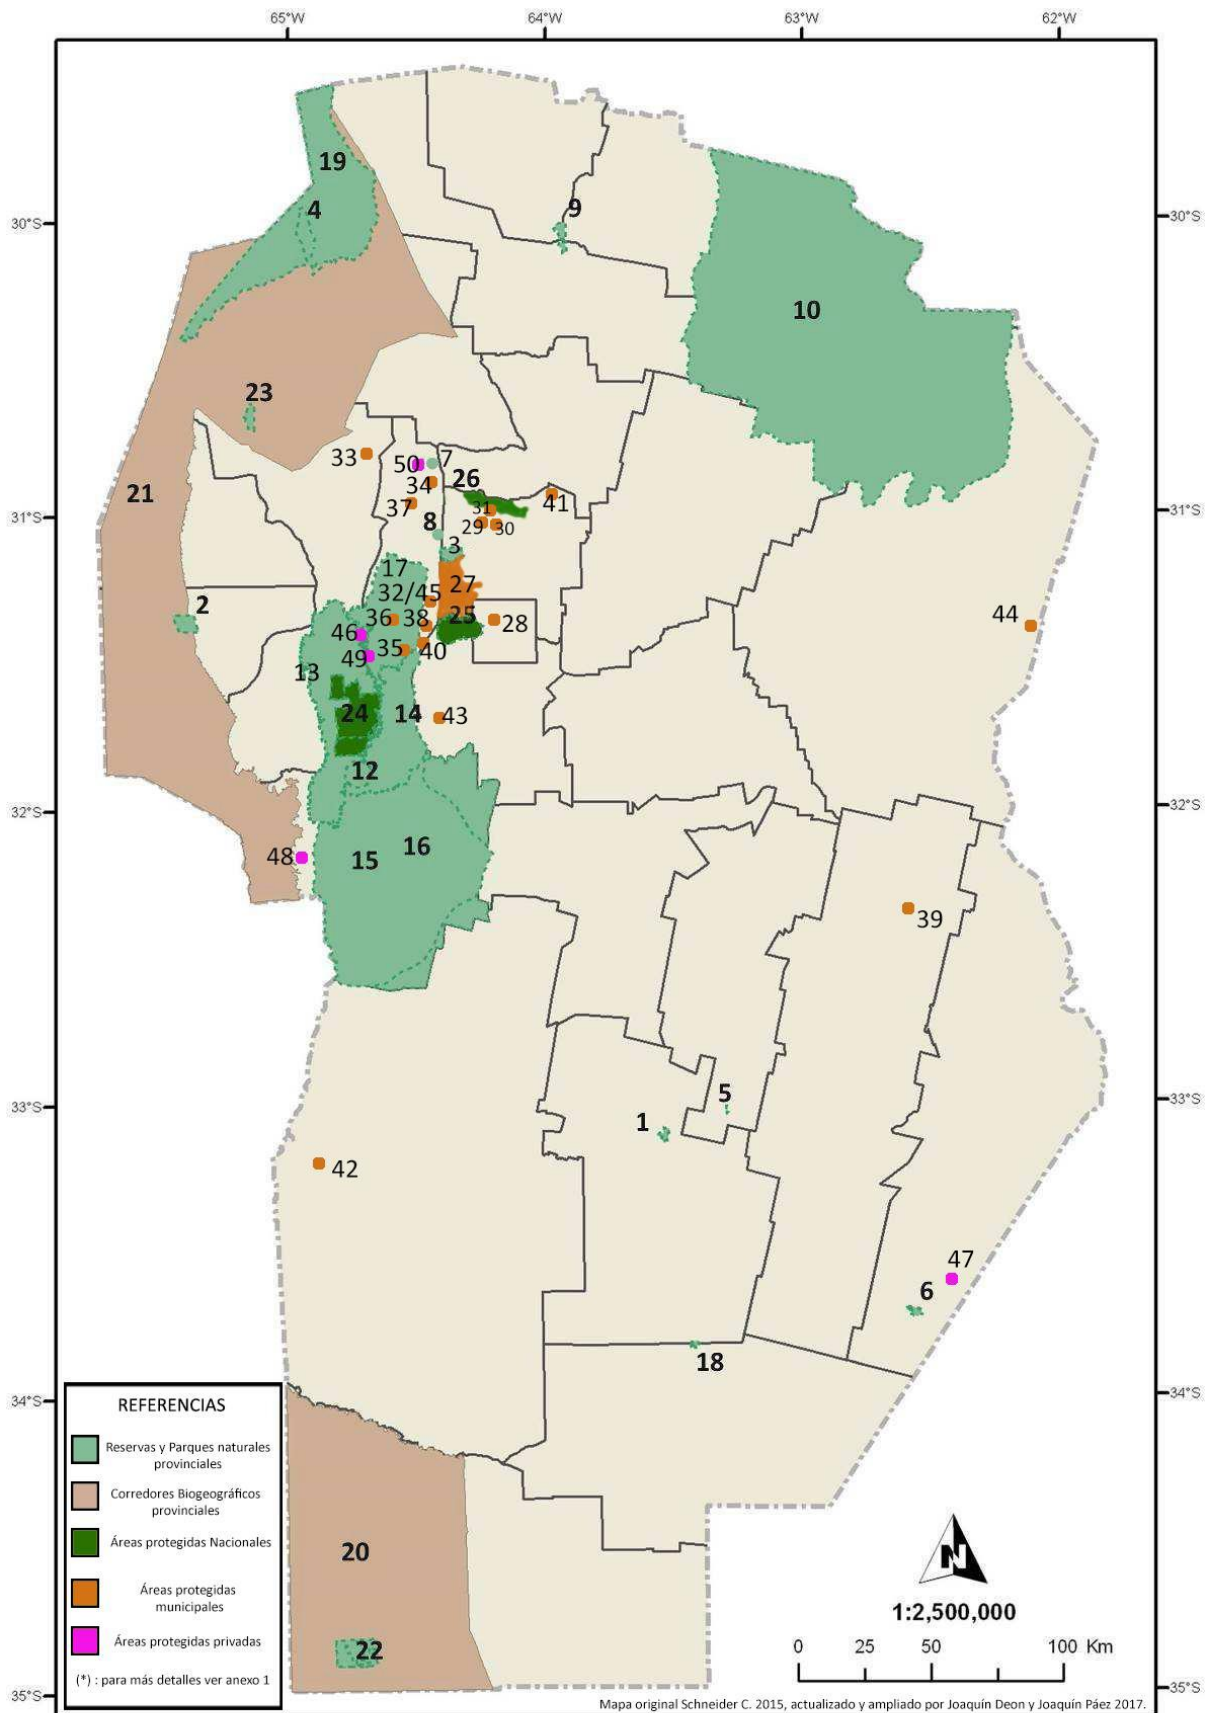 65°W 64°W 63°W 62°W
19
4
9
30°S 30°S
10
23
33
50 7
26
34
21
41
37
31
8
29 30
31°S 31°S
3
17
27
32/45
2
36 38 25 28
44
46
35
40
49
13
24 14 43
12
32°S 32°S
16
48
15
39
5
33°S 33°S
1
42
47
6
18
34°S 34°S
REFERENCIAS
Reservas y Parques naturales
provinciales
Corredores Biogeográficos
provinciales
Áreas protegidas Nacionales
Áreas protegidas
municipales
Áreas protegidas privadas
(*) : para más detalles ver anexo 1
20
22
N
1:2,500,000
0 25 50 100 Km
35°S 35°S
Mapa original Schneider C. 2015, actualizado y ampliado por Joaquín Deon y Joaquín Páez 2017.